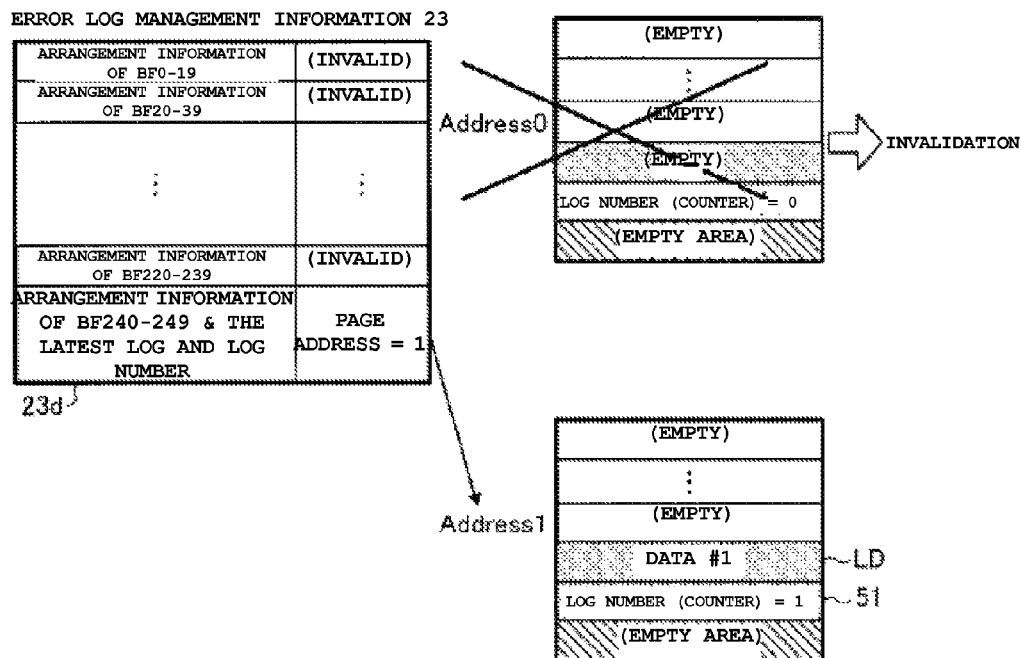 ERROR LOG MANAGEMENT INFORMATION 23
ARRANGEMENT INFORMATION
OF BF0-19
(INVALID)
ARRANGEMENT INFORMATION
OF BF20-39
(INVALID)
ARRANGEMENT INFORMATION
OF BF220-239
(INVALID)
ARRANGEMENT INFORMATION
OF BF240-249 & THE
LATEST LOG AND LOG
NUMBER
PAGE
ADDRESS = 1
23d
Address0
(EMPTY)
(EMPTY)
(EMPTY)
LOG NUMBER (COUNTER) = 0
(EMPTY AREA)
INVALIDATION
Address1
(EMPTY)
(EMPTY)
DATA #1
LD
LOG NUMBER (COUNTER) = 1
51
(EMPTY AREA)